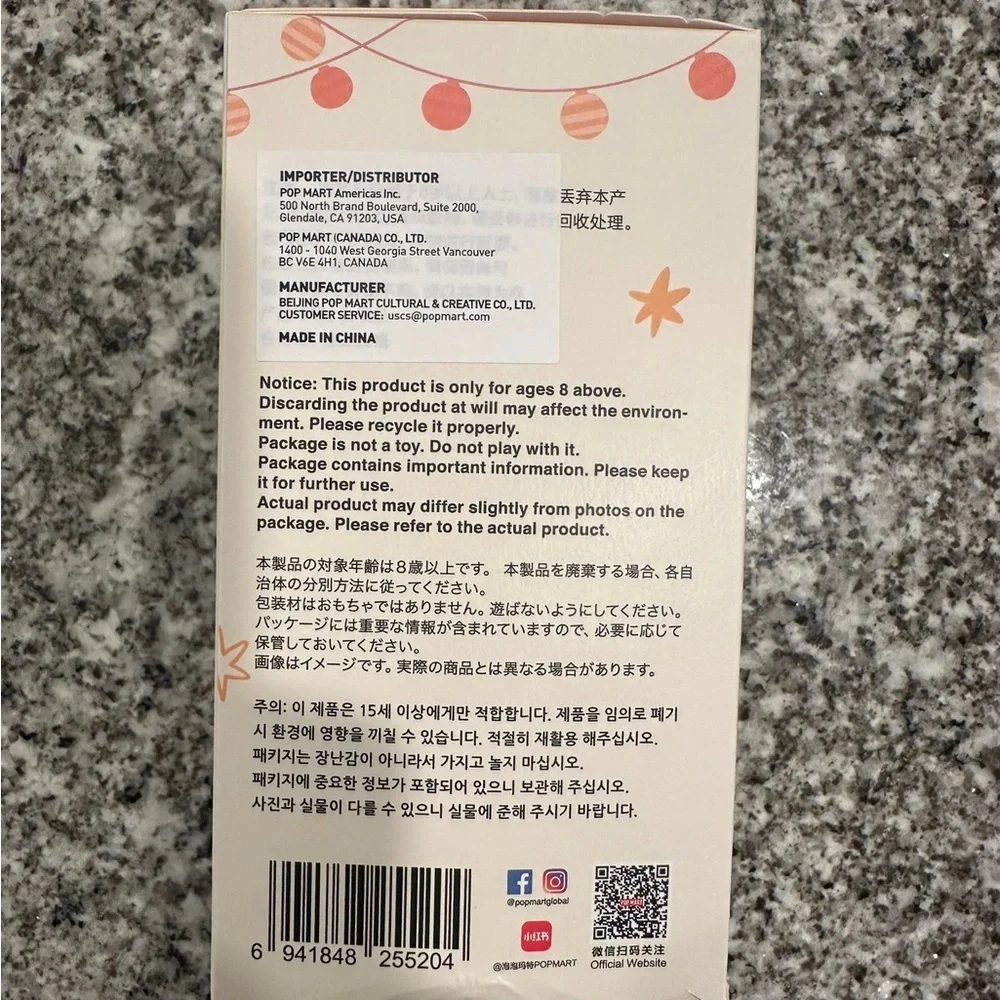 IMPORTER/DISTRIBUTOR
POP MART Americas Inc.
500 North Brand Boulevard, Suite 2000,
Glendale, CA 91203, USA
POP MART (CANADA) CO., LTD.
1400 - 1040 West Georgia Street Vancouver
BC V6E 4H1, CANADA
MANUFACTURER
BEIJING POP MART CULTURAL & CREATIVE CO., LTD.
CUSTOMER SERVICE: uscs@popmart.com
MADE IN CHINA
丢弃本产
回收处理。
Notice: This product is only for ages 8 above.
Discarding the product at will may affect the environ-
ment. Please recycle it properly.
Package is not a toy. Do not play with it.
Package contains important information. Please keep
it for further use.
Actual product may differ slightly from photos on the
package. Please refer to the actual product.
本製品の対象年齢は8歳以上です。 本製品を廃棄する場合、各自
治体の分別方法に従ってください。
包装材はおもちゃではありません。遊ばないようにしてください。
パッケージには重要な情報が含まれていますので、必要に応じて
保管しておいてください。
画像はイメージです。実際の商品とは異なる場合があります。
주의: 이 제품은 15세 이상에게만 적합합니다. 제품을 임의로 폐기
시 환경에 영향을 끼칠 수 있습니다. 적절히 재활용 해주십시오.
패키지는 장난감이 아니라서 가지고 놀지 마십시오.
패키지에 중요한 정보가 포함되어 있으니 보관해 주십시오.
사진과 실물이 다를 수 있으니 실물에 준해 주시기 바랍니다.
6 941848 255204
@popmartglobal
小红书
@泡泡玛特POPMART
POP MART
微信扫码关注
Official Website